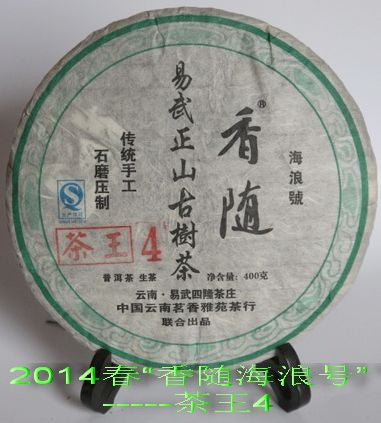 易武正山古樹茶
香随®
海浪號
传统手工
石磨压制
茶王4
普洱茶 生茶 净含量:400克
云南·易武四隆茶庄
中国云南茗香雅苑茶行
联合出品
2014春“香随海浪号”
-----茶王4